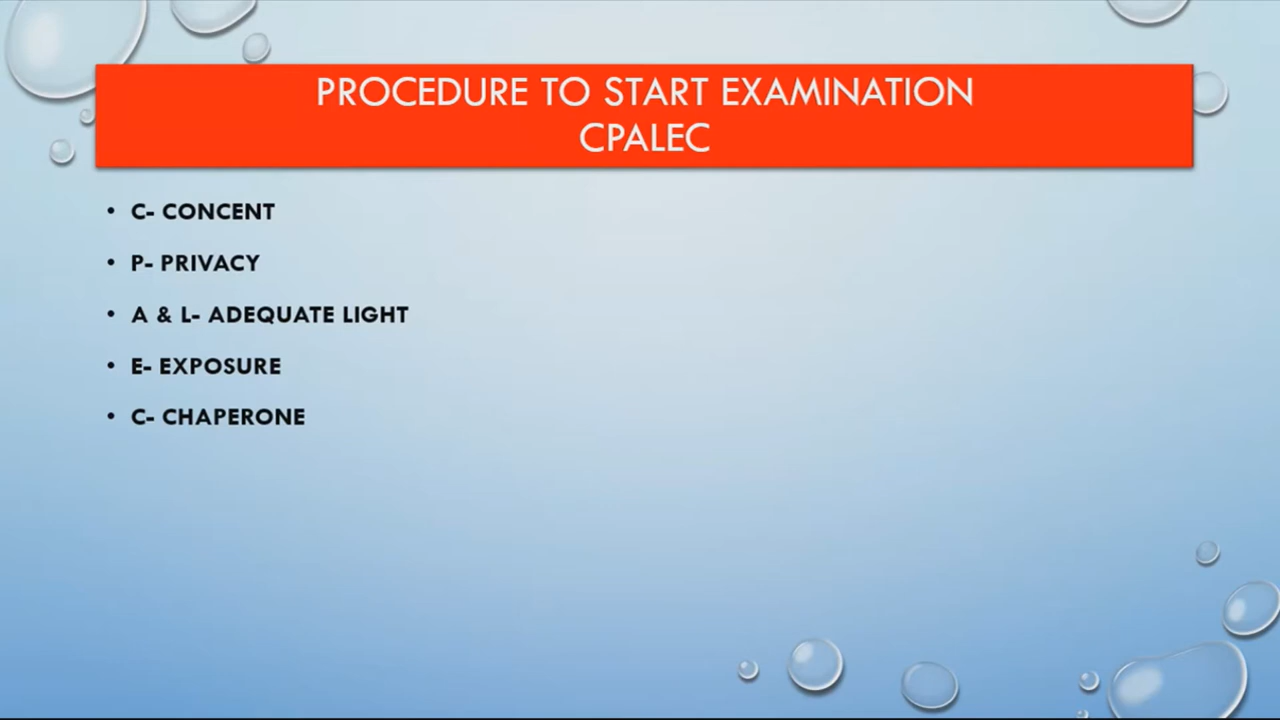 PROCEDURE TO START EXAMINATION
CPALEC
• C- CONCENT
• P- PRIVACY
• A & L- ADEQUATE LIGHT
• E- EXPOSURE
• C- CHAPERONE